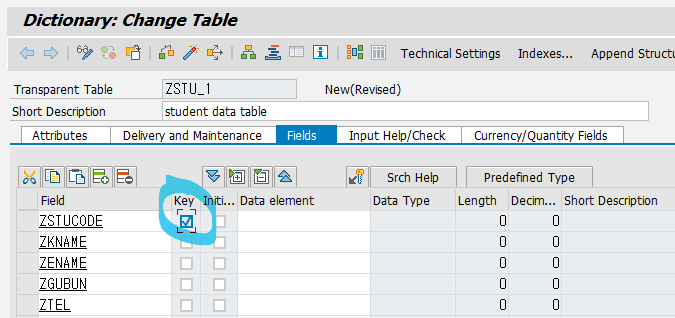 Dictionary: Change Table
Technical Settings Indexes... Append Structu
Transparent Table ZSTU_1 New(Revised)
Short Description student data table
Attributes Delivery and Maintenance Fields Input Help/Check Currency/Quantity Fields
Srch Help Predefined Type
Field Key Initi... Data element Data Type Length Decim... Short Description
ZSTUCODE 0 0
ZKNAME 0 0
ZENAME 0 0
ZGUBUN 0 0
ZTEL 0 0